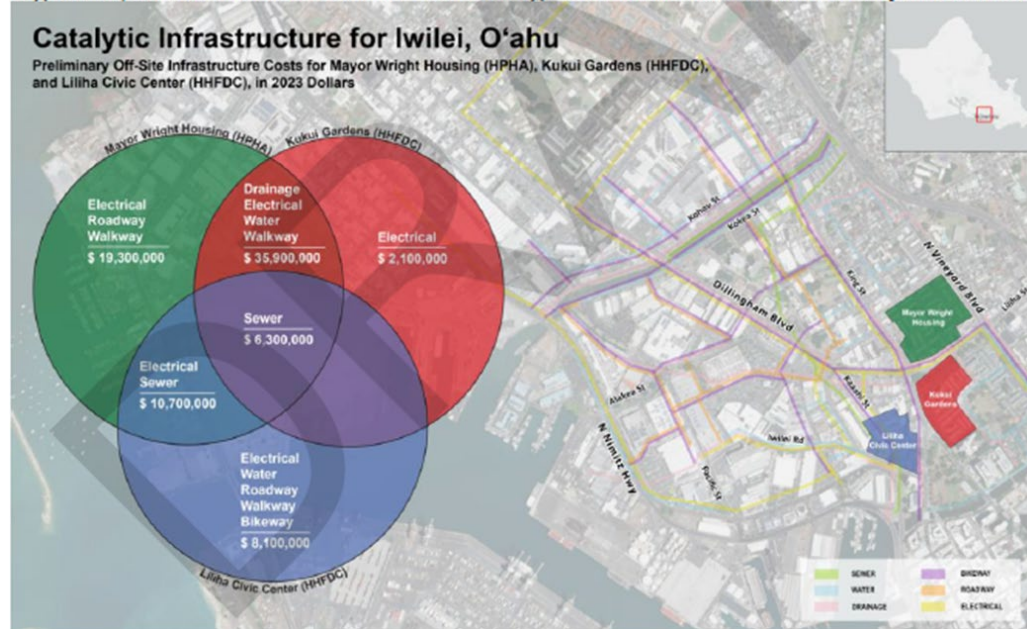 Catalytic Infrastructure for Iwilei, Oʻahu
Preliminary Off-Site Infrastructure Costs for Mayor Wright Housing (HPHA), Kukui Gardens (HHFDC),
and Liliha Civic Center (HHFDC), in 2023 Dollars
Mayor Wright Housing (HPHA)
Kukui Gardens (HHFDC)
Electrical
Roadway
Walkway
$ 19,300,000
Drainage
Electrical
Water
Walkway
$ 35,900,000
Electrical
$ 2,100,000
Sewer
$ 6,300,000
Electrical
Sewer
$ 10,700,000
Electrical
Water
Roadway
Walkway
Bikeway
$ 8,100,000
Liliha Civic Center (HHFDC)
Kohou St
Kokea St
King St
N Vineyard Blvd
Liliha St
Dillingham Blvd
Mayor Wright
Housing
Kukui
Gardens
Kaaahi St
Liliha
Civic Center
Alakea St
Iwilei Rd
N Nimitz Hwy
Pacific St
SEWER
WATER
DRAINAGE
BIKEWAY
ROADWAY
ELECTRICAL